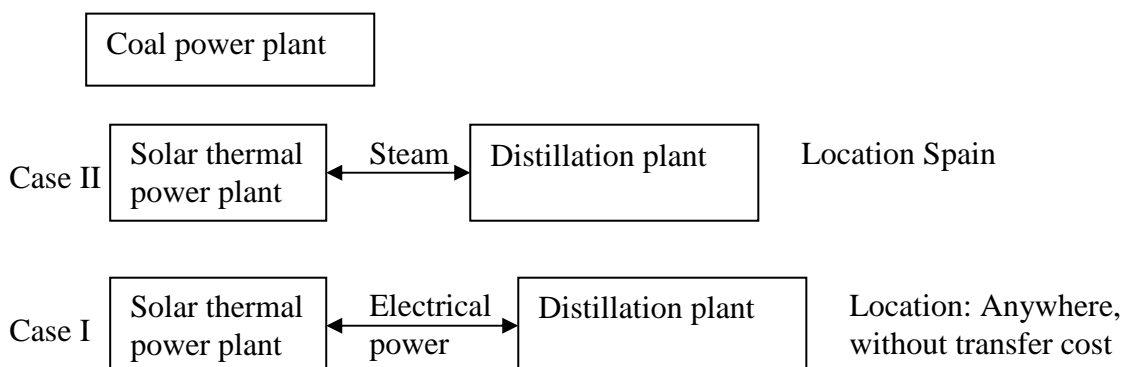 Coal power plant
Case II
Solar thermal
power plant
Steam
Distillation plant
Location Spain
Case I
Solar thermal
power plant
Electrical
power
Distillation plant
Location: Anywhere,
without transfer cost